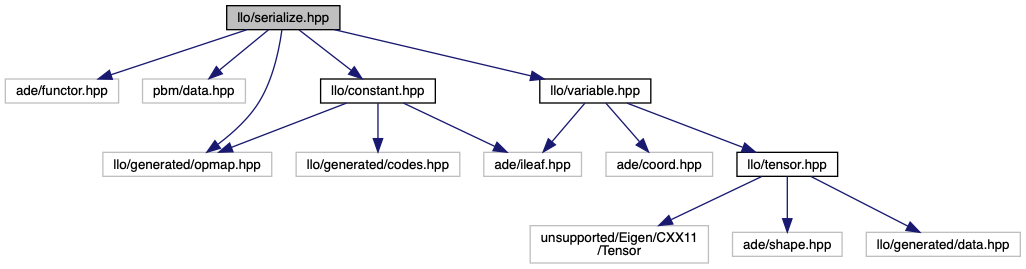 llo/serialize.hpp
ade/functor.hpp
pbm/data.hpp
llo/constant.hpp
llo/variable.hpp
llo/generated/opmap.hpp
llo/generated/codes.hpp
ade/ileaf.hpp
ade/coord.hpp
llo/tensor.hpp
unsupported/Eigen/CXX11
/Tensor
ade/shape.hpp
llo/generated/data.hpp